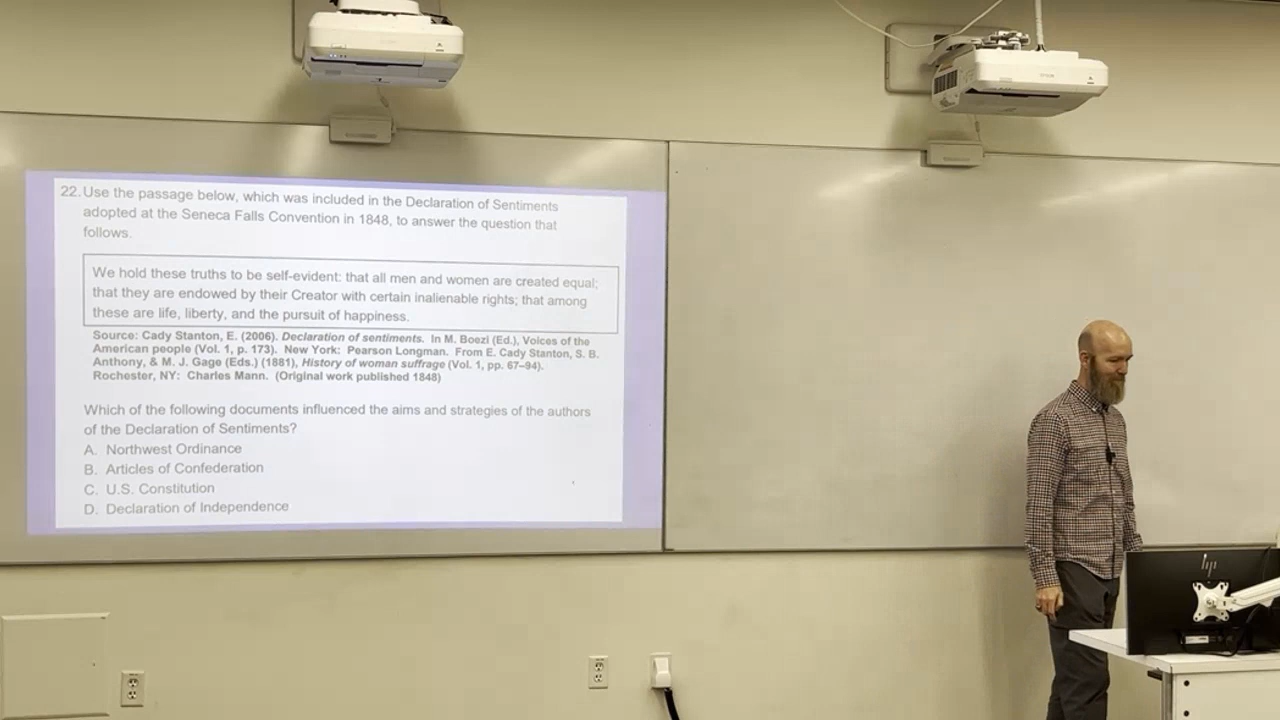 EPSON
22. Use the passage below, which was included in the Declaration of Sentiments
adopted at the Seneca Falls Convention in 1848, to answer the question that
follows.
We hold these truths to be self-evident: that all men and women are created equal;
that they are endowed by their Creator with certain inalienable rights; that among
these are life, liberty, and the pursuit of happiness.
Source: Cady Stanton, E. (2006). Declaration of sentiments. In M. Boezi (Ed.), Voices of the
American people (Vol. 1, p. 173). New York: Pearson Longman. From E. Cady Stanton, S. B.
Anthony, & M. J. Gage (Eds.) (1881), History of woman suffrage (Vol. 1, pp. 67–94).
Rochester, NY: Charles Mann. (Original work published 1848)
Which of the following documents influenced the aims and strategies of the authors
of the Declaration of Sentiments?
A. Northwest Ordinance
B. Articles of Confederation
C. U.S. Constitution
D. Declaration of Independence
hp